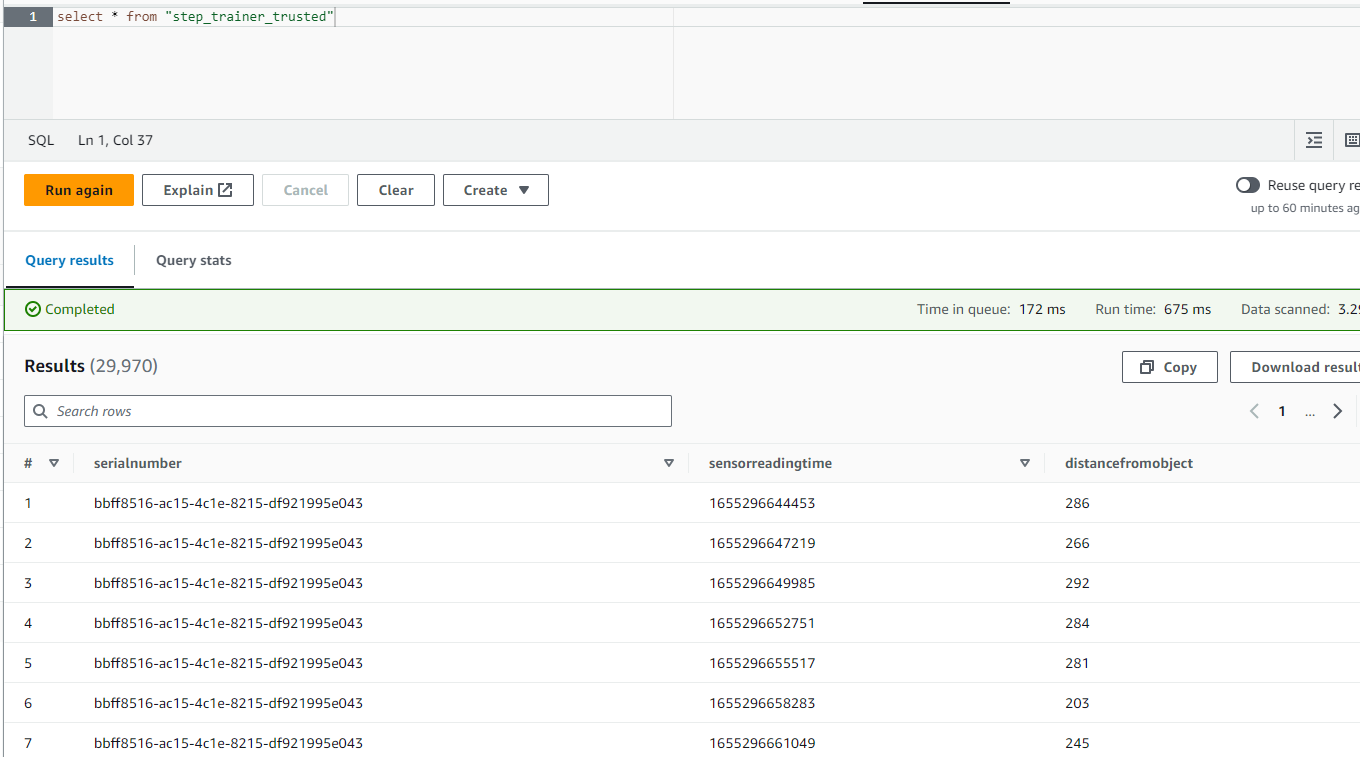 1 select * from "step_trainer_trusted"
SQL Ln 1, Col 37
Run again Explain Cancel Clear Create Reuse query re
up to 60 minutes ag
Query results Query stats
Completed Time in queue: 172 ms Run time: 675 ms Data scanned: 3.29
Results (29,970) Copy Download result
Search rows 1 ...
# serialnumber sensorreadingtime distancefromobject
1 bbff8516-ac15-4c1e-8215-df921995e043 1655296644453 286
2 bbff8516-ac15-4c1e-8215-df921995e043 1655296647219 266
3 bbff8516-ac15-4c1e-8215-df921995e043 1655296649985 292
4 bbff8516-ac15-4c1e-8215-df921995e043 1655296652751 284
5 bbff8516-ac15-4c1e-8215-df921995e043 1655296655517 281
6 bbff8516-ac15-4c1e-8215-df921995e043 1655296658283 203
7 bbff8516-ac15-4c1e-8215-df921995e043 1655296661049 245